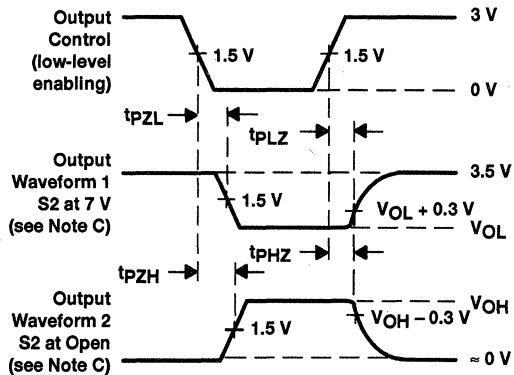 Output
Control
(low-level
enabling)
1.5 V
1.5 V
3 V
0 V
tPZL
tPLZ
Output
Waveform 1
S2 at 7 V
(see Note C)
1.5 V
3.5 V
VOL + 0.3 V
VOL
tPZH
tPHZ
Output
Waveform 2
S2 at Open
(see Note C)
1.5 V
VOH
VOH − 0.3 V
≈ 0 V